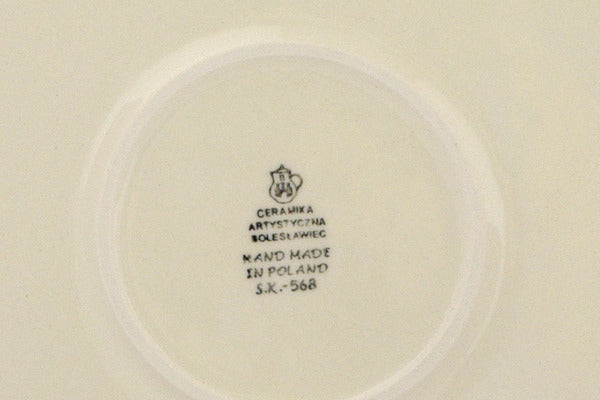 CERAMIKA
ARTYSTYCZNA
BOLESŁAWIEC
HAND MADE
IN POLAND
S.K.-568